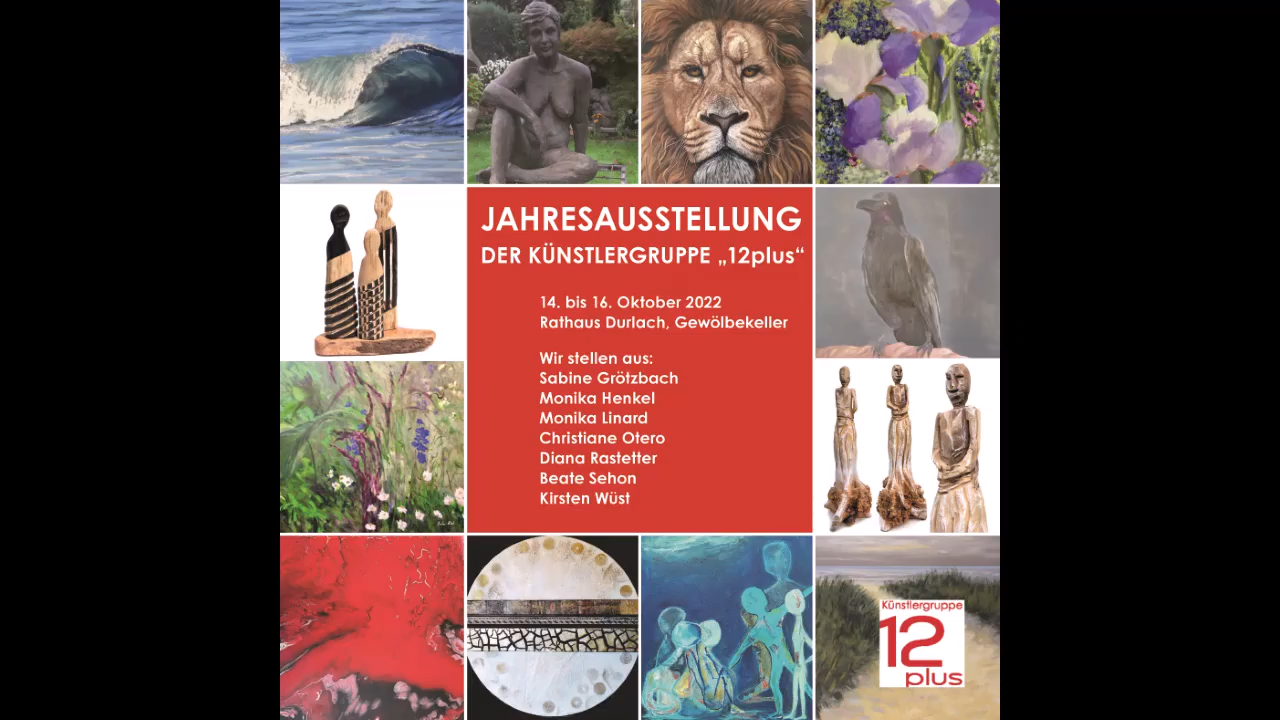 JAHRESAUSSTELLUNG
DER KÜNSTLERGRUPPE „12plus“
14. bis 16. Oktober 2022
Rathaus Durlach, Gewölbekeller
Wir stellen aus:
Sabine Grötzbach
Monika Henkel
Monika Linard
Christiane Otero
Diana Rastetter
Beate Sehon
Kirsten Wüst
Künstlergruppe
12
plus